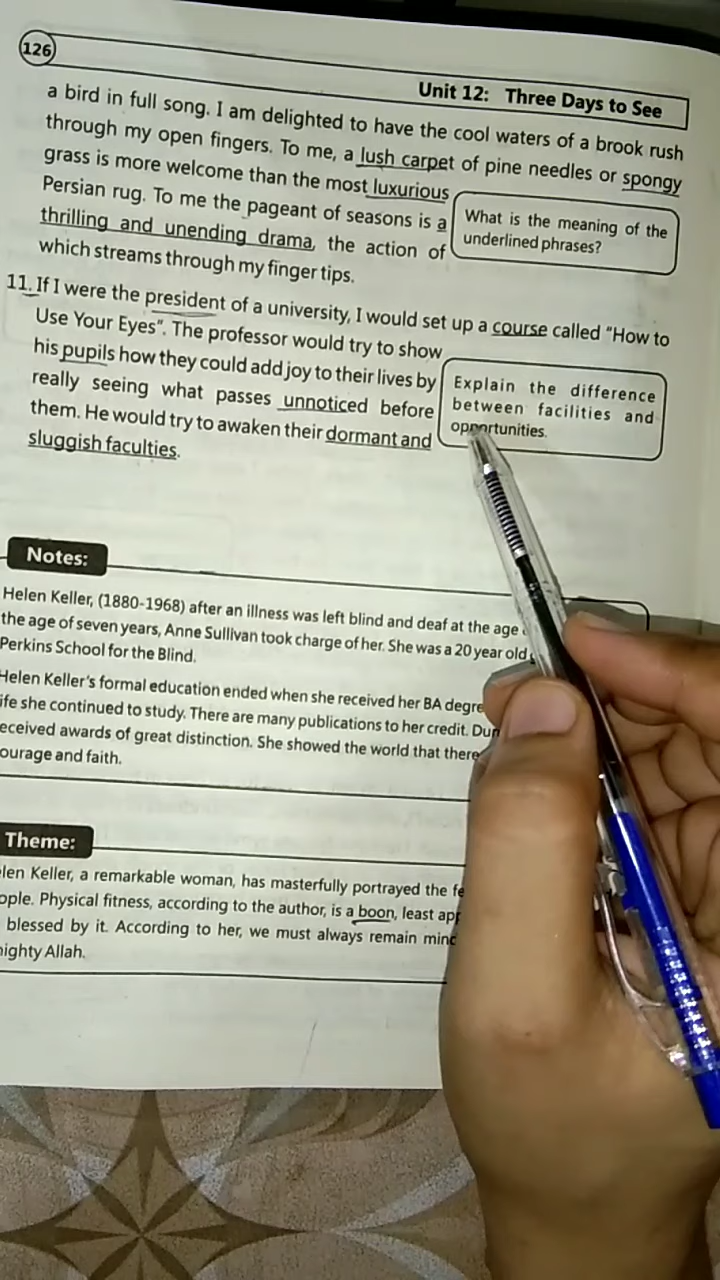 126
Unit 12: Three Days to See
a bird in full song. I am delighted to have the cool waters of a brook rush
through my open fingers. To me, a lush carpet of pine needles or spongy
grass is more welcome than the most luxurious
Persian rug. To me the pageant of seasons is a
thrilling and unending drama, the action of
which streams through my finger tips.
What is the meaning of the
underlined phrases?
11. If I were the president of a university, I would set up a course called "How to
Use Your Eyes". The professor would try to show
his pupils how they could add joy to their lives by
really seeing what passes unnoticed before
them. He would try to awaken their dormant and
sluggish faculties.
Explain the difference
between facilities and
opportunities.
Notes:
Helen Keller, (1880-1968) after an illness was left blind and deaf at the age
the age of seven years, Anne Sullivan took charge of her. She was a 20 year old
Perkins School for the Blind.
Helen Keller's formal education ended when she received her BA degre
ife she continued to study. There are many publications to her credit. Dur
eceived awards of great distinction. She showed the world that there
ourage and faith.
Theme:
len Keller, a remarkable woman, has masterfully portrayed the fe
ople. Physical fitness, according to the author, is a boon, least app
blessed by it. According to her, we must always remain mind
nighty Allah.